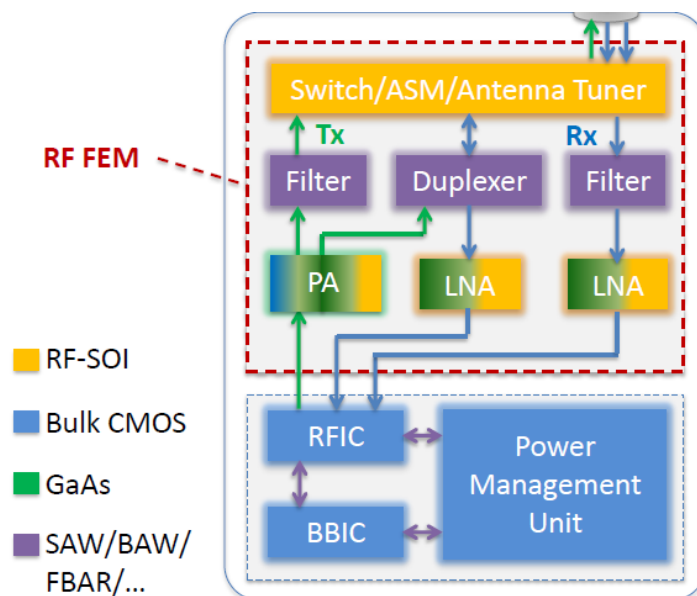 Switch/ASM/Antenna Tuner
Tx
Rx
RF FEM
Filter
Duplexer
Filter
PA
LNA
LNA
RF-SOI
Bulk CMOS
GaAs
SAW/BAW/
FBAR/...
RFIC
BBIC
Power
Management
Unit